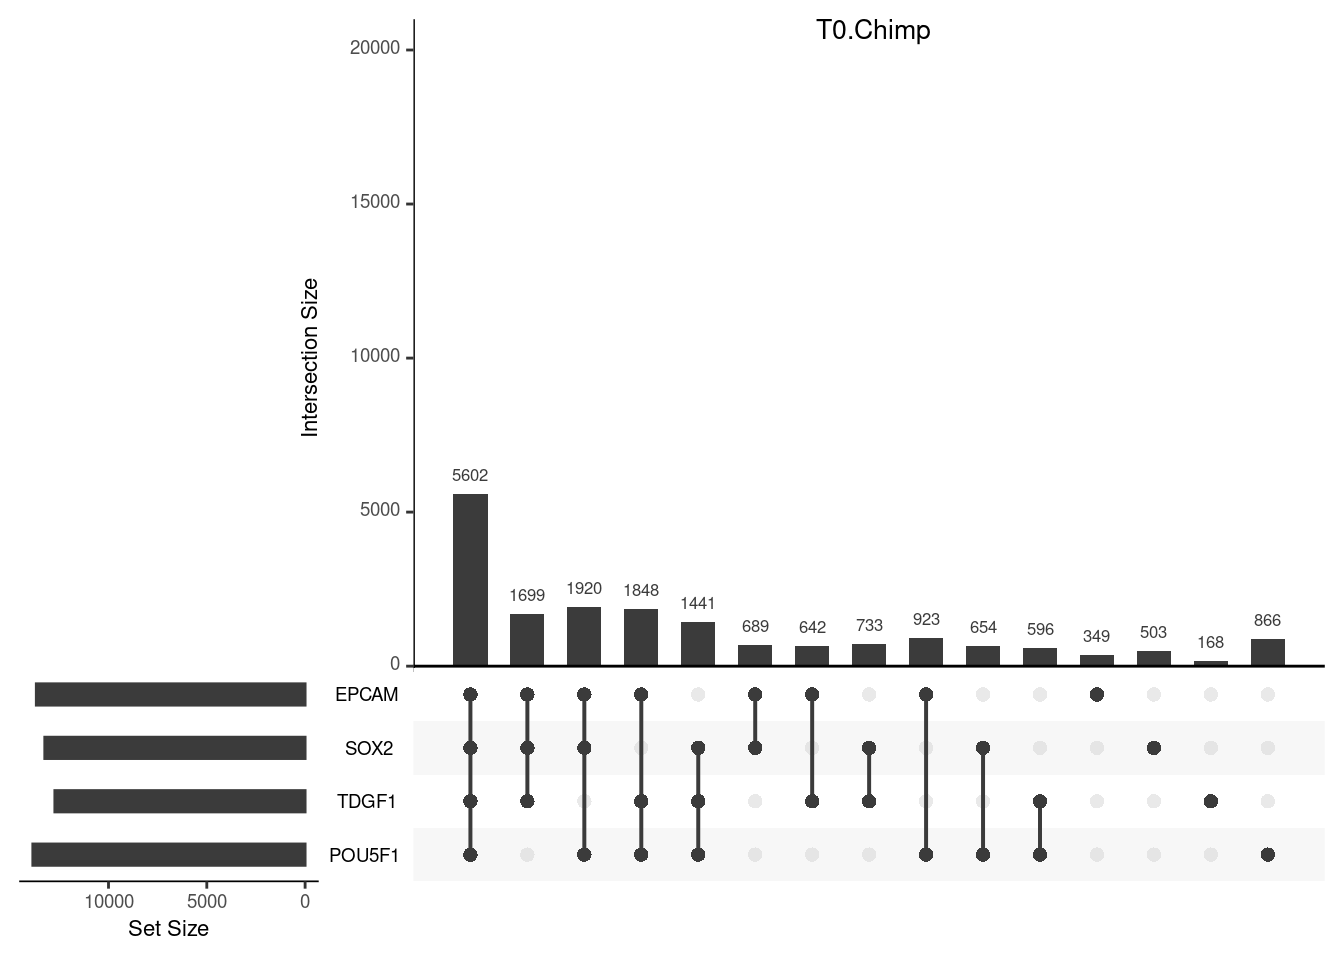 T0.Chimp
20000
15000
10000
5000
0
Intersection Size
5602
1699
1920
1848
1441
689
642
733
923
654
596
349
503
168
866
EPCAM
SOX2
TDGF1
POU5F1
10000 5000 0
Set Size